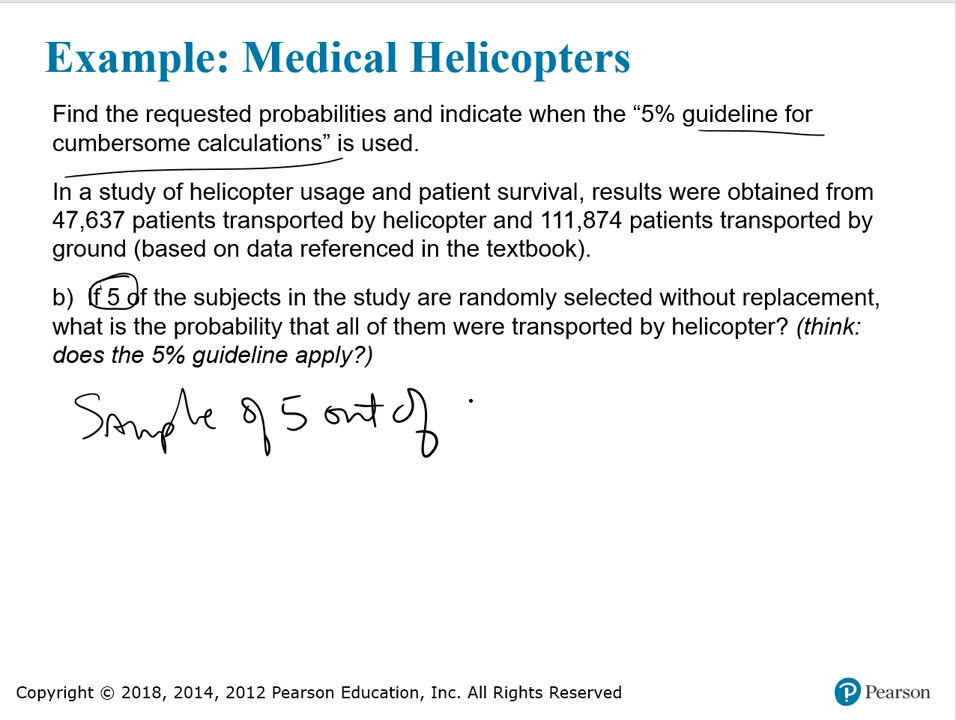 Example: Medical Helicopters
Find the requested probabilities and indicate when the “5% guideline for
cumbersome calculations” is used.
In a study of helicopter usage and patient survival, results were obtained from
47,637 patients transported by helicopter and 111,874 patients transported by
ground (based on data referenced in the textbook).
b) If 5 of the subjects in the study are randomly selected without replacement,
what is the probability that all of them were transported by helicopter? (think:
does the 5% guideline apply?)
Sample of 5 out of
Copyright © 2018, 2014, 2012 Pearson Education, Inc. All Rights Reserved
P Pearson